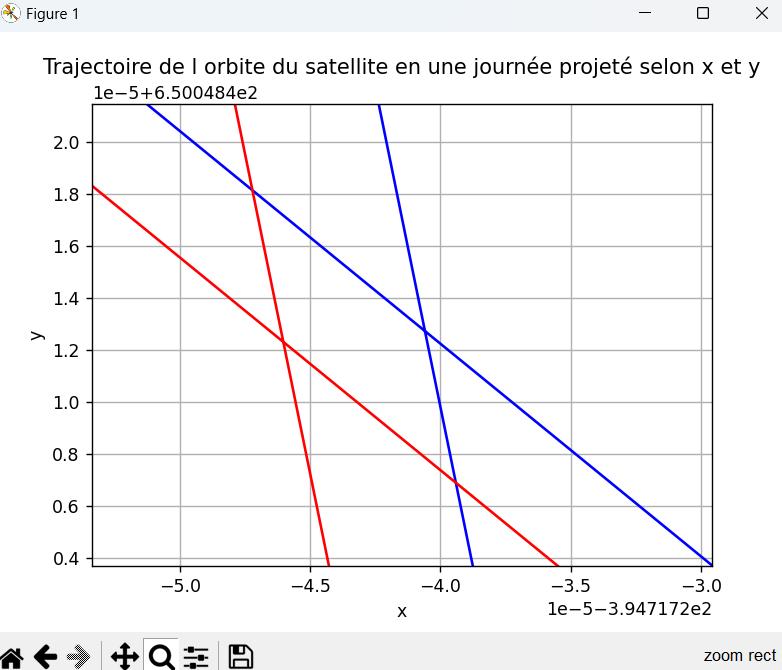 Figure 1
Trajectoire de l orbite du satellite en une journée projeté selon x et y
1e−5+6.500484e2
2.0
1.8
1.6
1.4
1.2
1.0
0.8
0.6
0.4
y
−5.0 −4.5 −4.0 −3.5 −3.0
1e−5−3.947172e2
x
zoom rect